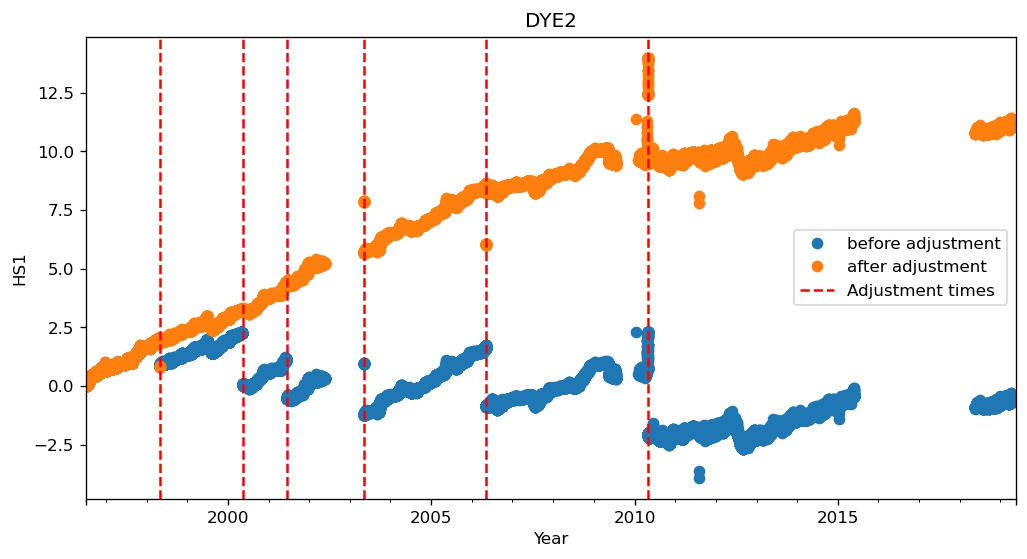 DYE2
HS1
12.5
10.0
7.5
5.0
2.5
0.0
−2.5
before adjustment
after adjustment
Adjustment times
2000
2005
2010
2015
Year